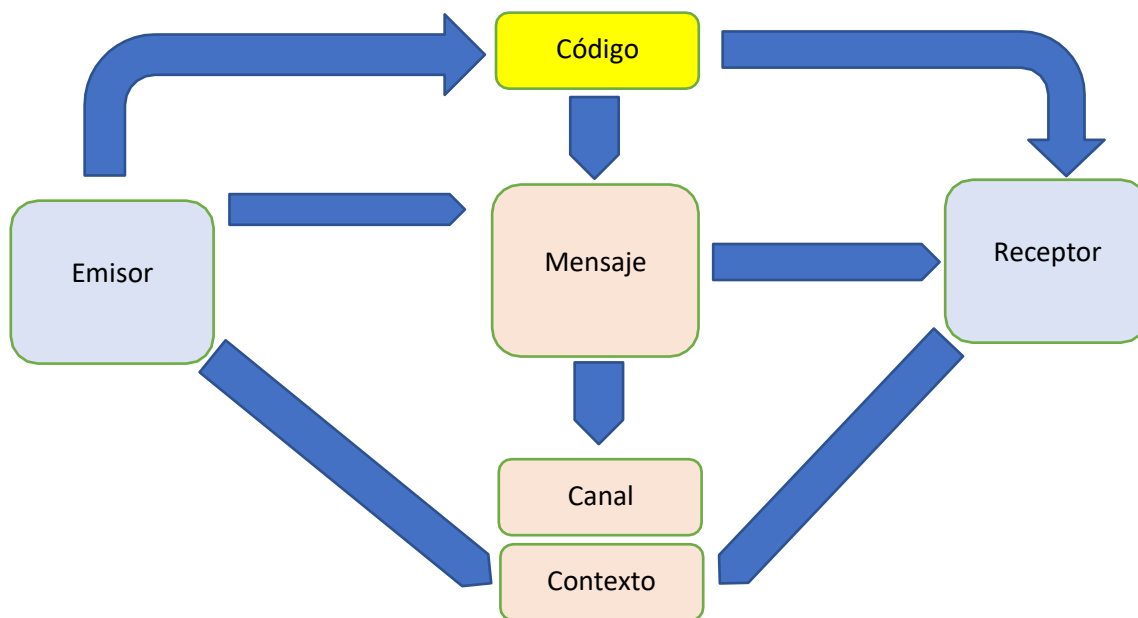 Código
Emisor
Mensaje
Receptor
Canal
Contexto